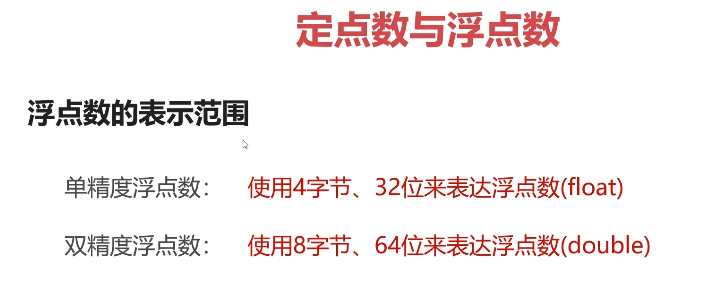 定点数与浮点数
浮点数的表示范围
单精度浮点数： 使用4字节、32位来表达浮点数(float)
双精度浮点数： 使用8字节、64位来表达浮点数(double)